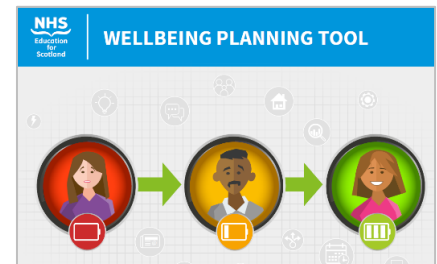 NHS
Education
for
Scotland
WELLBEING PLANNING TOOL